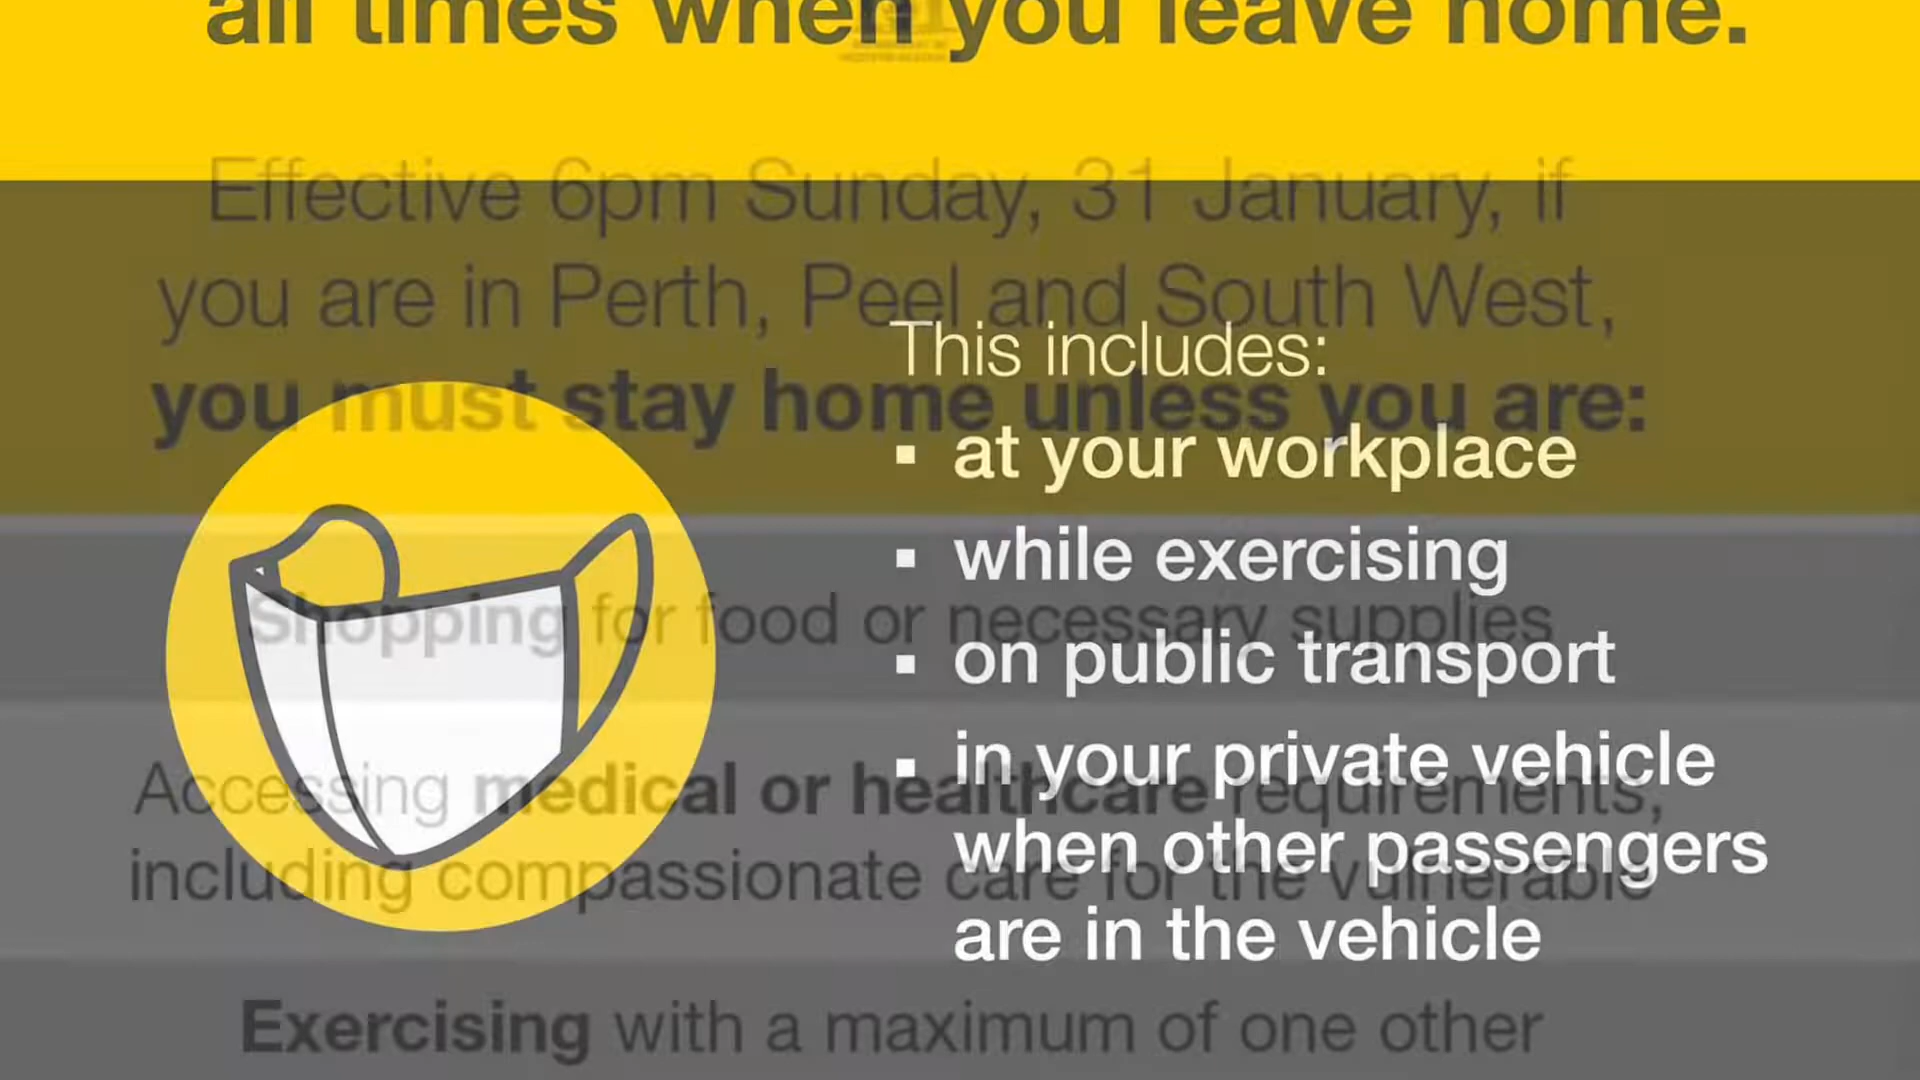 all times when you leave home.
Effective 6pm Sunday, 31 January, if
you are in Perth, Peel and South West,
you must stay home unless you are:
This includes:
▪ at your workplace
▪ while exercising
▪ on public transport
▪ in your private vehicle
when other passengers
are in the vehicle
Shopping for food or necessary supplies
Accessing medical or healthcare requirements,
including compassionate care for the vulnerable
Exercising with a maximum of one other